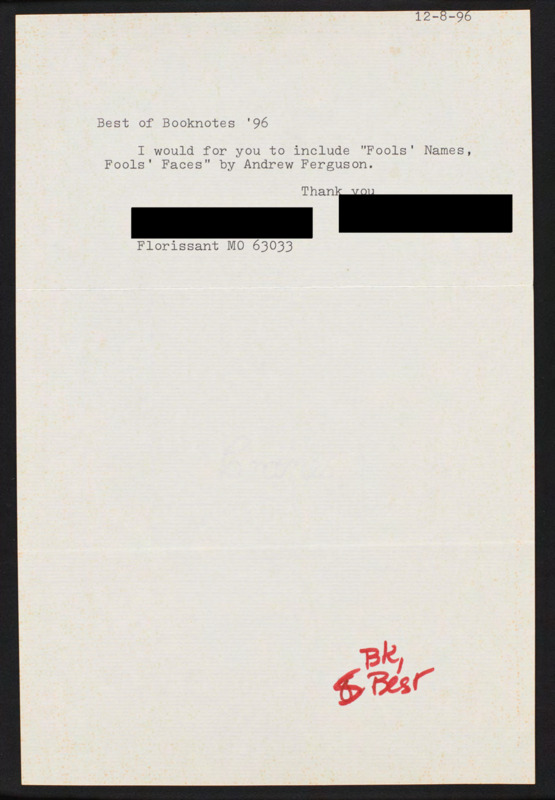 12-8-96
Best of Booknotes '96
I would for you to include "Fools' Names,
Fools' Faces" by Andrew Ferguson.
Thank you
Florissant MO 63033
Bk,
Best